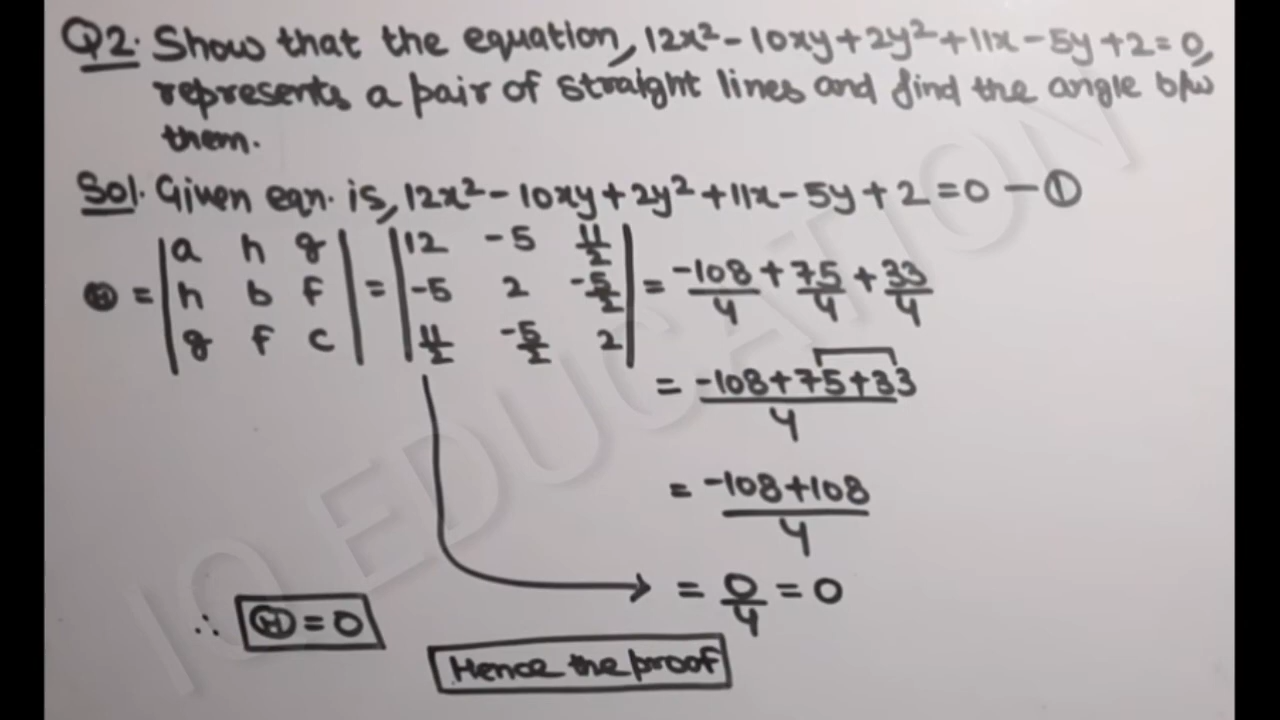 Q2. Show that the equation, 12x² - 10xy + 2y² + 11x - 5y + 2 = 0,
represents a pair of straight lines and find the angle b/w
them.
Sol. Given eqn. is, 12x² - 10xy + 2y² + 11x - 5y + 2 = 0 — ①
Ⓗ = |a h g; h b f; g f c| = |12 -5 11/2; -5 2 -5/2; 11/2 -5/2 2| = -108/4 + 75/4 + 33/4
= (-108+75+33)/4
= (-108+108)/4
= 0/4 = 0
∴ Ⓗ = 0
Hence the proof
IQ EDUCATION